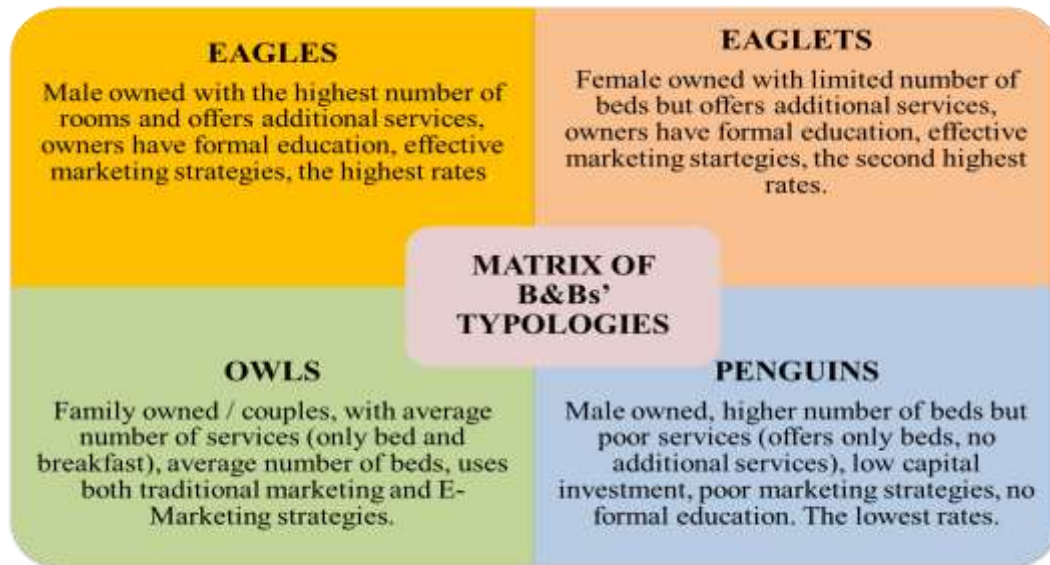 EAGLES
Male owned with the highest number of
rooms and offers additional services,
owners have formal education, effective
marketing strategies, the highest rates
EAGLETS
Female owned with limited number of
beds but offers additional services,
owners have formal education, effective
marketing startegies, the second highest
rates.
MATRIX OF
B&Bs’
TYPOLOGIES
OWLS
Family owned / couples, with average
number of services (only bed and
breakfast), average number of beds, uses
both traditional marketing and E-
Marketing strategies.
PENGUINS
Male owned, higher number of beds but
poor services (offers only beds, no
additional services), low capital
investment, poor marketing strategies, no
formal education. The lowest rates.